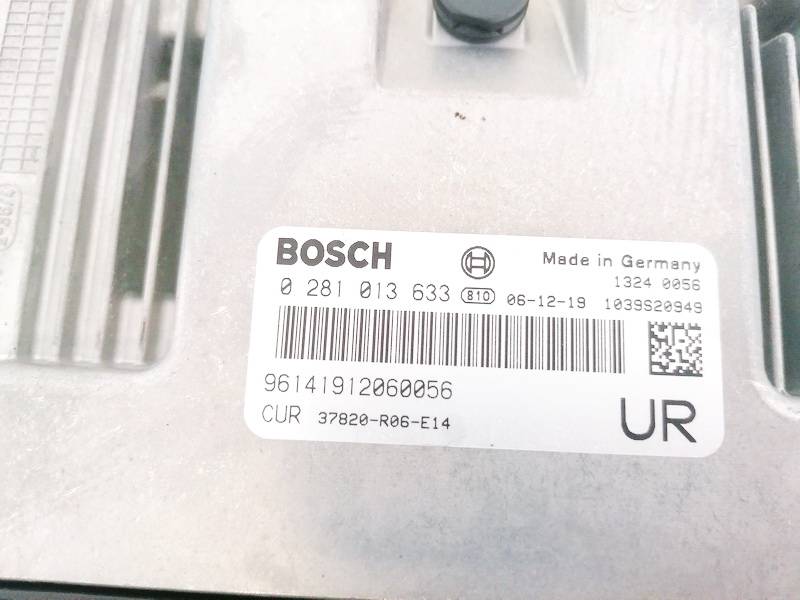 BOSCH
Made in Germany
1324 0056
0 281 013 633 810 06-12-19 1039S20949
96141912060056
CUR 37820-R06-E14
UR